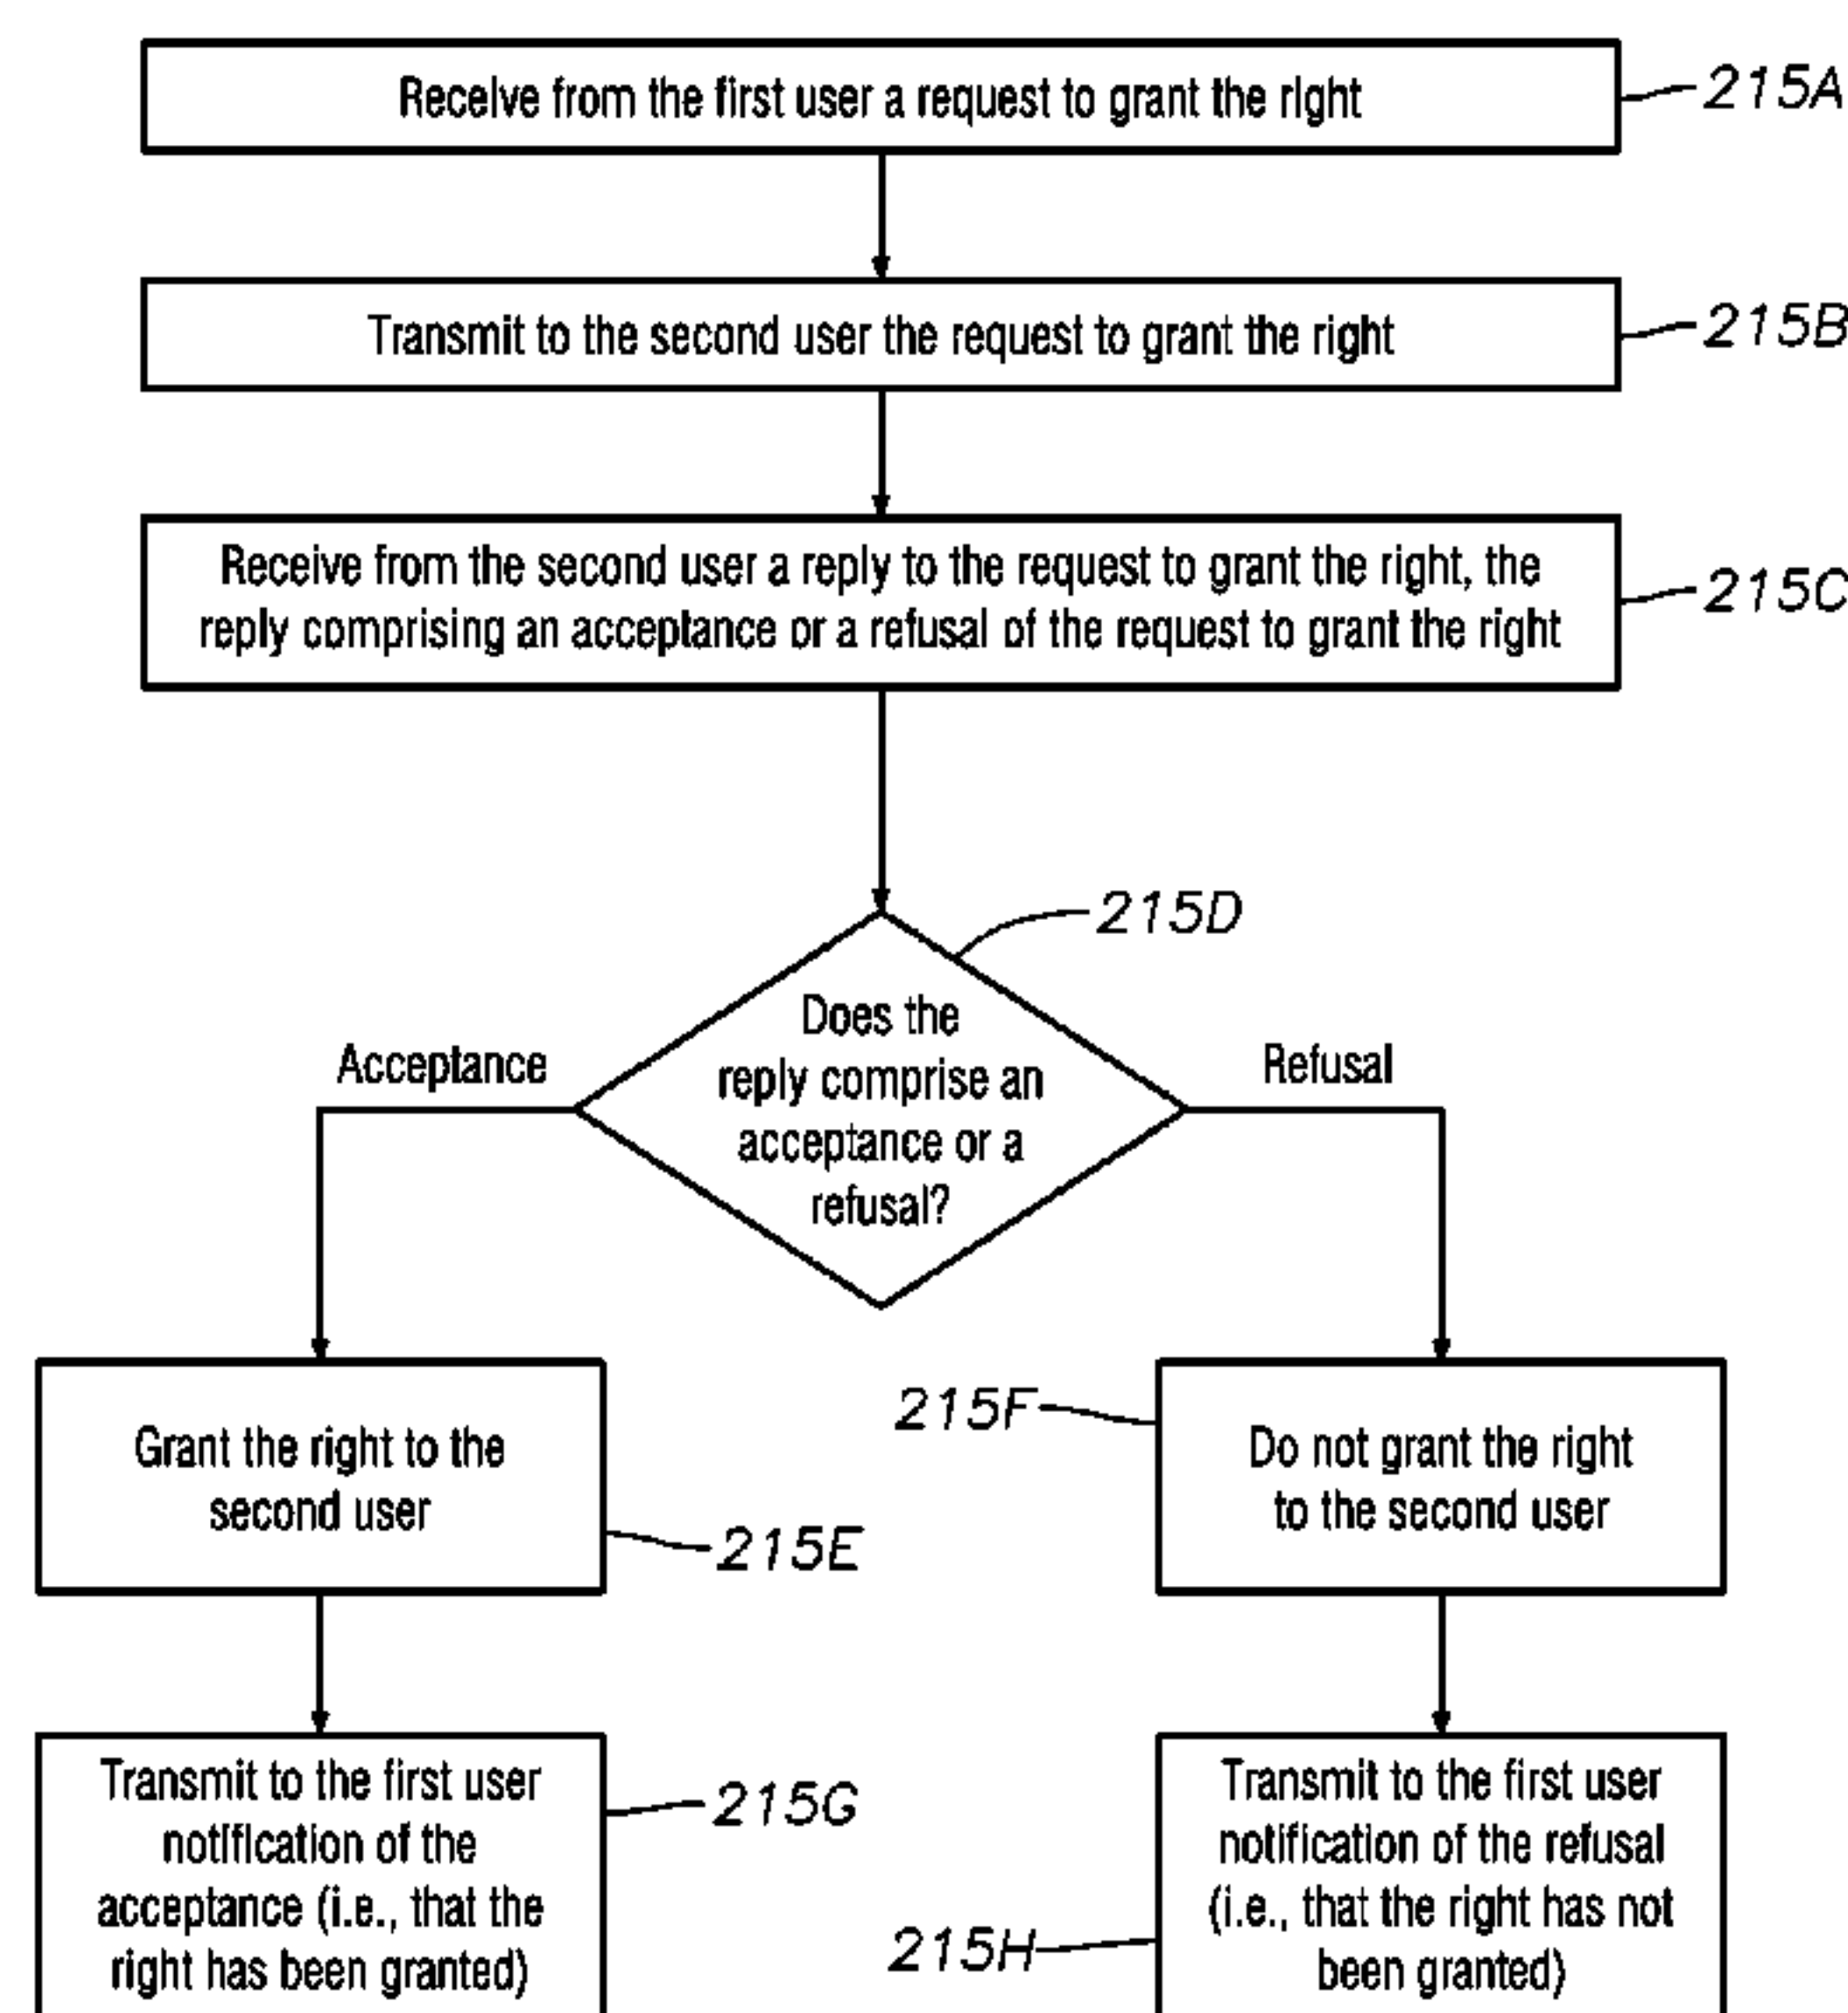 Receive from the first user a request to grant the right
215A
Transmit to the second user the request to grant the right
215B
Receive from the second user a reply to the request to grant the right, the
reply comprising an acceptance or a refusal of the request to grant the right
215C
215D
Does the
reply comprise an
acceptance or a
refusal?
Acceptance
Refusal
Grant the right to the
second user
215E
215F
Do not grant the right
to the second user
Transmit to the first user
notification of the
acceptance (i.e., that the
right has been granted)
215G
Transmit to the first user
notification of the refusal
(i.e., that the right has not
been granted)
215H